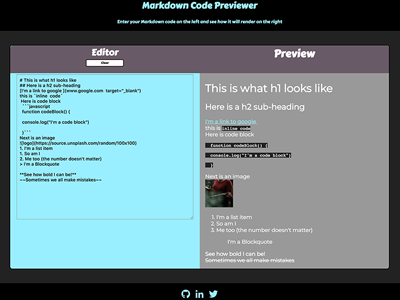 Markdown Code Previewer
Enter your Markdown code on the left and see how it will render on the right
Editor
Clear
Preview
# This is what h1 looks like
## Here is a h2 sub-heading
[I'm a link to google ](www.google.com target="_blank")
this is `inline code`
Here is code block
```javascript
function codeBlock() {
console.log("I'm a code block")
}```
Next is an image
![logo](https://source.unsplash.com/random/100x100)
1. I'm a list item
1. So am I
2. Me too (the number doesn't matter)
> I'm a Blockquote
**See how bold I can be!**
~~Sometimes we all make mistakes~~
This is what h1 looks like
Here is a h2 sub-heading
I'm a link to google
this is inline code
Here is code block
function codeBlock() {
console.log("I'm a code block")
}
Next is an image
1. I'm a list item
2. So am I
3. Me too (the number doesn't matter)
I'm a Blockquote
See how bold I can be!
Sometimes we all make mistakes